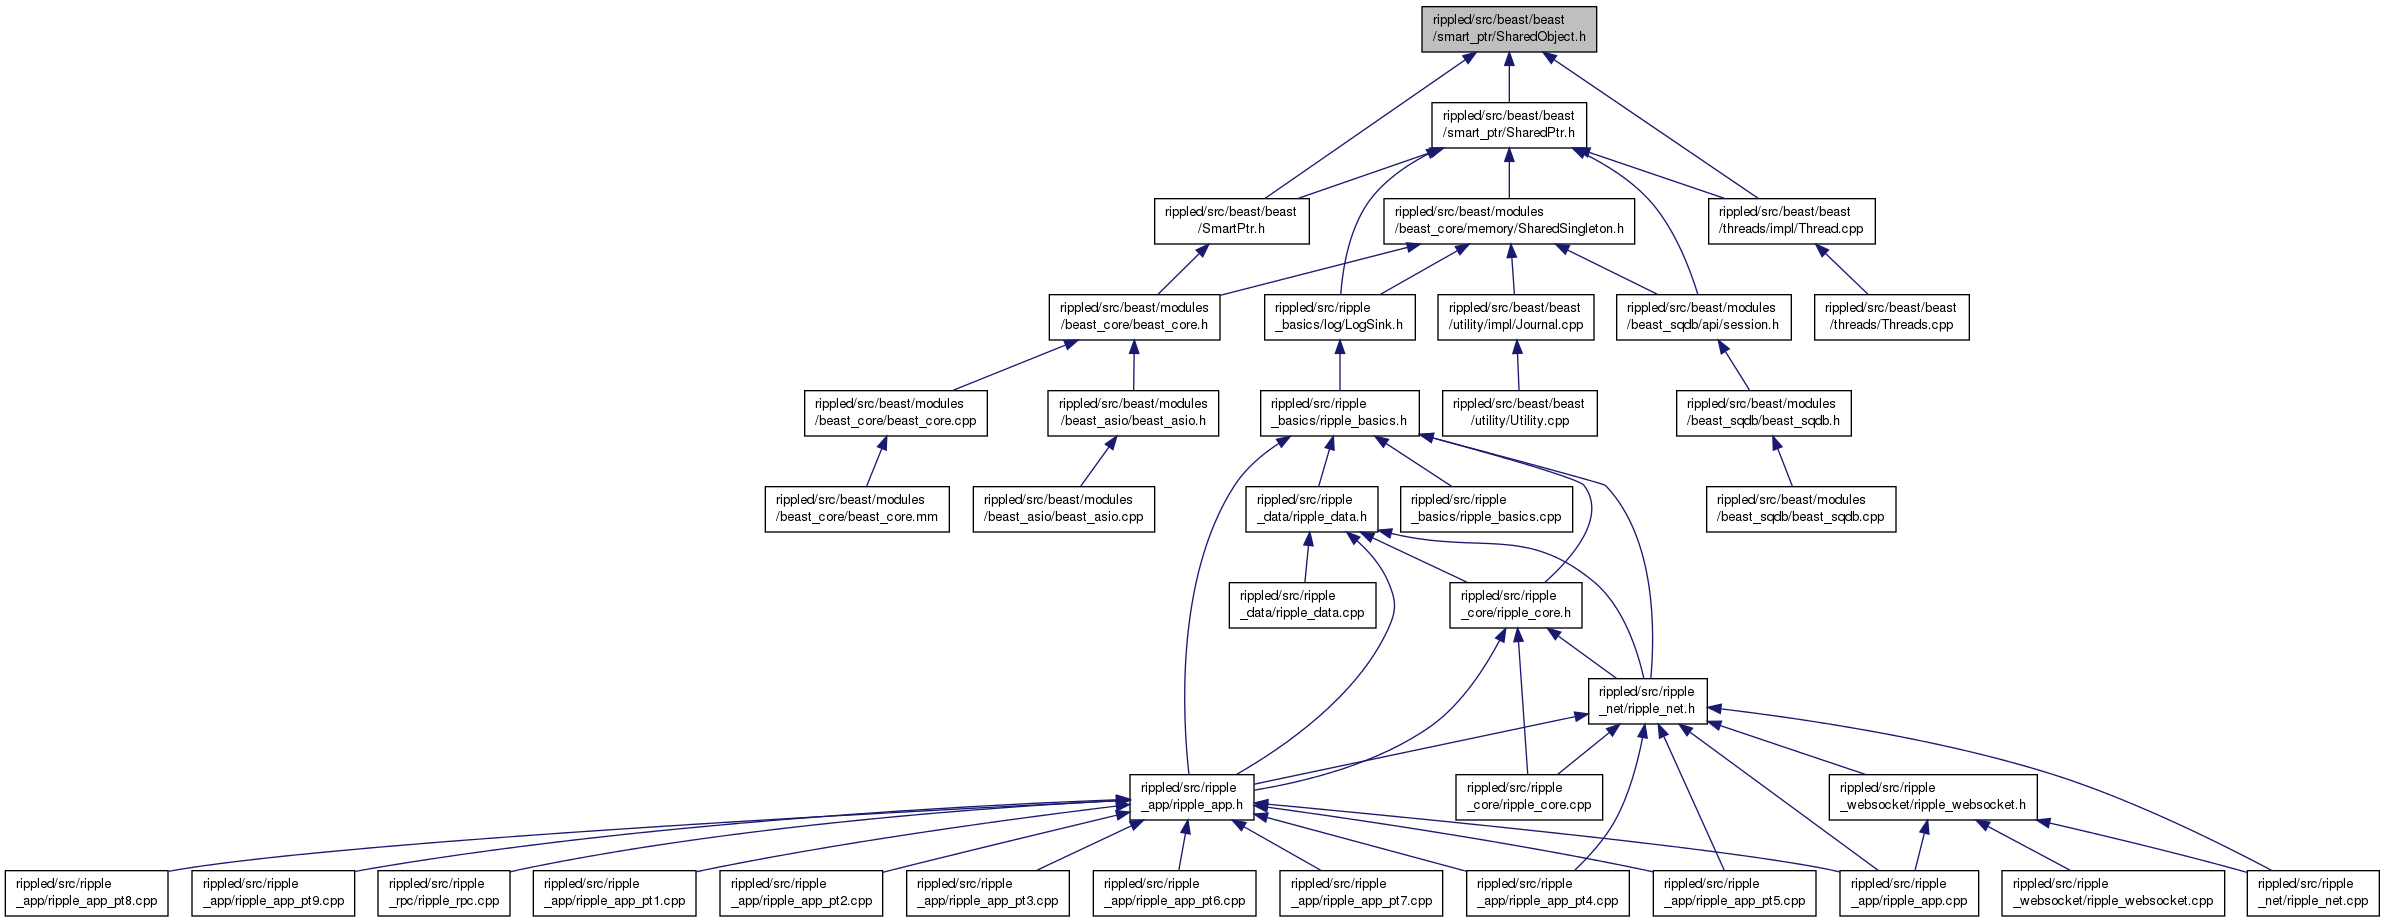 rippled/src/beast/beast
/smart_ptr/SharedObject.h
rippled/src/beast/beast
/smart_ptr/SharedPtr.h
rippled/src/beast/beast
/SmartPtr.h
rippled/src/beast/modules
/beast_core/memory/SharedSingleton.h
rippled/src/beast/beast
/threads/impl/Thread.cpp
rippled/src/beast/modules
/beast_core/beast_core.h
rippled/src/ripple
_basics/log/LogSink.h
rippled/src/beast/beast
/utility/impl/Journal.cpp
rippled/src/beast/modules
/beast_sqdb/api/session.h
rippled/src/beast/beast
/threads/Threads.cpp
rippled/src/beast/modules
/beast_core/beast_core.cpp
rippled/src/beast/modules
/beast_asio/beast_asio.h
rippled/src/ripple
_basics/ripple_basics.h
rippled/src/beast/beast
/utility/Utility.cpp
rippled/src/beast/modules
/beast_sqdb/beast_sqdb.h
rippled/src/beast/modules
/beast_core/beast_core.mm
rippled/src/beast/modules
/beast_asio/beast_asio.cpp
rippled/src/ripple
_data/ripple_data.h
rippled/src/ripple
_basics/ripple_basics.cpp
rippled/src/beast/modules
/beast_sqdb/beast_sqdb.cpp
rippled/src/ripple
_data/ripple_data.cpp
rippled/src/ripple
_core/ripple_core.h
rippled/src/ripple
_net/ripple_net.h
rippled/src/ripple
_app/ripple_app.h
rippled/src/ripple
_core/ripple_core.cpp
rippled/src/ripple
_websocket/ripple_websocket.h
rippled/src/ripple
_app/ripple_app_pt8.cpp
rippled/src/ripple
_app/ripple_app_pt9.cpp
rippled/src/ripple
_rpc/ripple_rpc.cpp
rippled/src/ripple
_app/ripple_app_pt1.cpp
rippled/src/ripple
_app/ripple_app_pt2.cpp
rippled/src/ripple
_app/ripple_app_pt3.cpp
rippled/src/ripple
_app/ripple_app_pt6.cpp
rippled/src/ripple
_app/ripple_app_pt7.cpp
rippled/src/ripple
_app/ripple_app_pt4.cpp
rippled/src/ripple
_app/ripple_app_pt5.cpp
rippled/src/ripple
_app/ripple_app.cpp
rippled/src/ripple
_websocket/ripple_websocket.cpp
rippled/src/ripple
_net/ripple_net.cpp